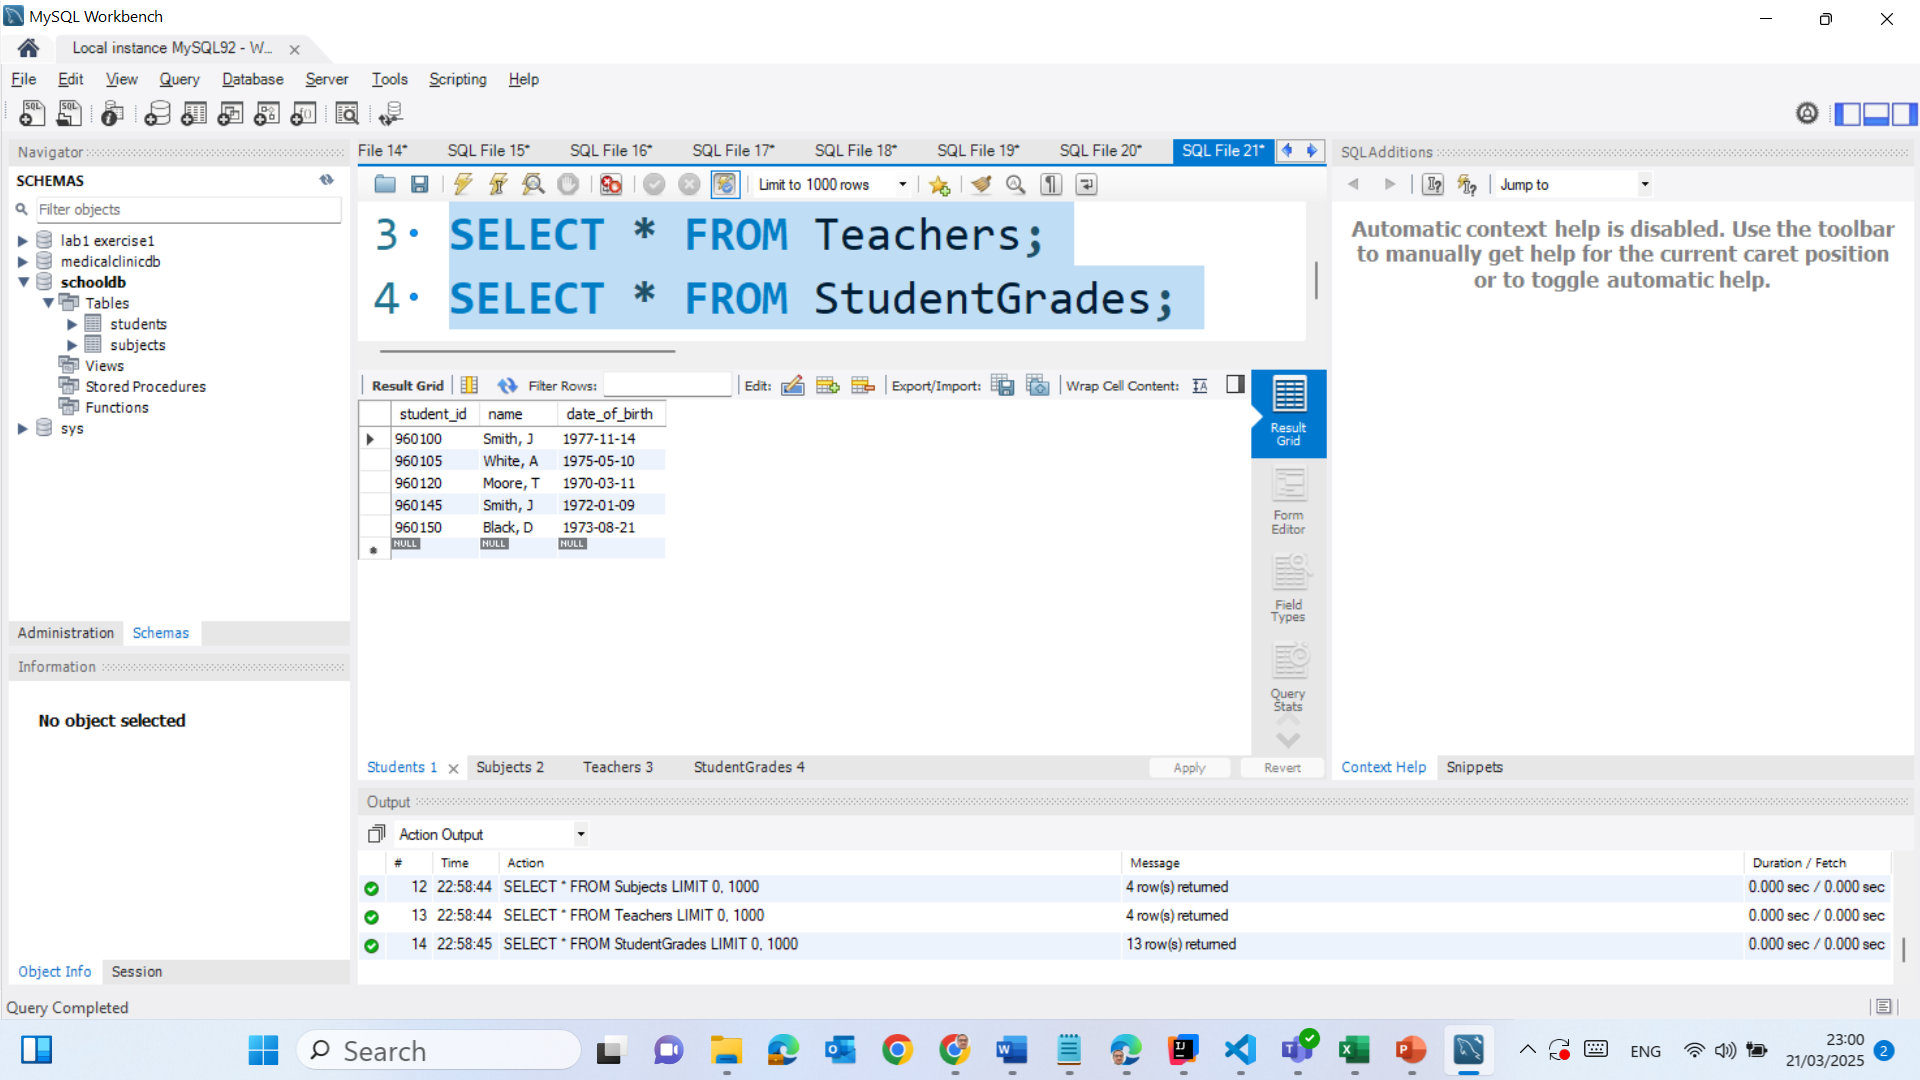 MySQL Workbench
Local instance MySQL92 - W...
File Edit View Query Database Server Tools Scripting Help
Navigator
SCHEMAS
Filter objects
lab1 exercise1
medicalclinicdb
schooldb
Tables
students
subjects
Views
Stored Procedures
Functions
sys
Administration Schemas
Information
No object selected
Object Info Session
Query Completed
File 14* SQL File 15* SQL File 16* SQL File 17* SQL File 18* SQL File 19* SQL File 20* SQL File 21*
Limit to 1000 rows
3 SELECT * FROM Teachers;
4 SELECT * FROM StudentGrades;
Result Grid Filter Rows: Edit: Export/Import: Wrap Cell Content:
student_id name date_of_birth
960100 Smith, J 1977-11-14
960105 White, A 1975-05-10
960120 Moore, T 1970-03-11
960145 Smith, J 1972-01-09
960150 Black, D 1973-08-21
NULL NULL NULL
Result
Grid
Form
Editor
Field
Types
Query
Stats
Students 1 Subjects 2 Teachers 3 StudentGrades 4 Apply Revert
SQLAdditions
Jump to
Automatic context help is disabled. Use the toolbar
to manually get help for the current caret position
or to toggle automatic help.
Context Help Snippets
Output
Action Output
# Time Action Message Duration / Fetch
12 22:58:44 SELECT * FROM Subjects LIMIT 0, 1000 4 row(s) returned 0.000 sec / 0.000 sec
13 22:58:44 SELECT * FROM Teachers LIMIT 0, 1000 4 row(s) returned 0.000 sec / 0.000 sec
14 22:58:45 SELECT * FROM StudentGrades LIMIT 0, 1000 13 row(s) returned 0.000 sec / 0.000 sec
Search
ENG
23:00
21/03/2025
2